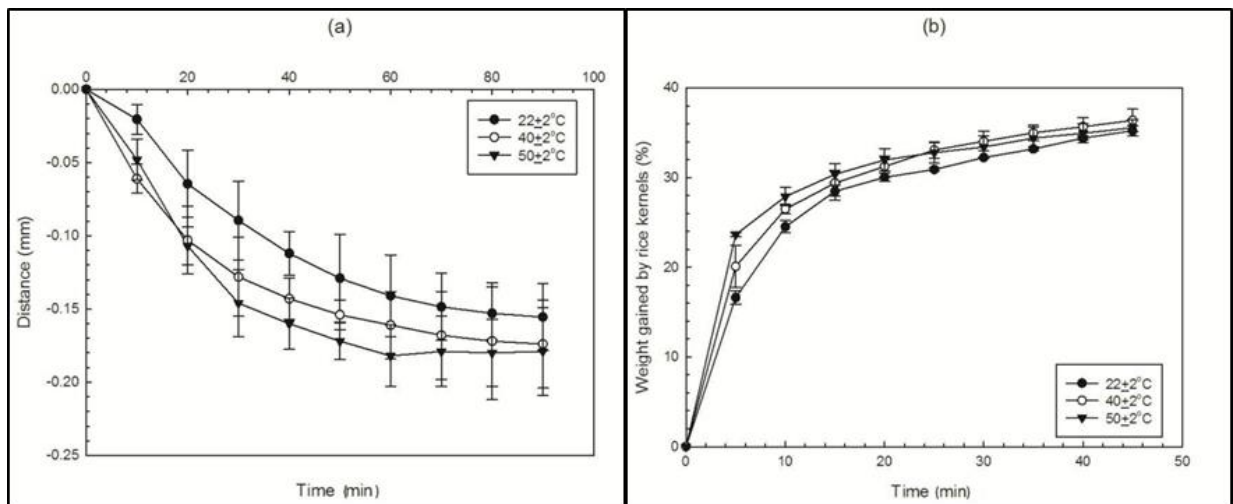 (a)
0 20 40 60 80 100
0.00
-0.05
-0.10
-0.15
-0.20
-0.25
Distance (mm)
22±2°C
40±2°C
50±2°C
Time (min)
(b)
40
30
20
10
0
Weight gained by rice kernels (%)
22±2°C
40±2°C
50±2°C
0 10 20 30 40 50
Time (min)